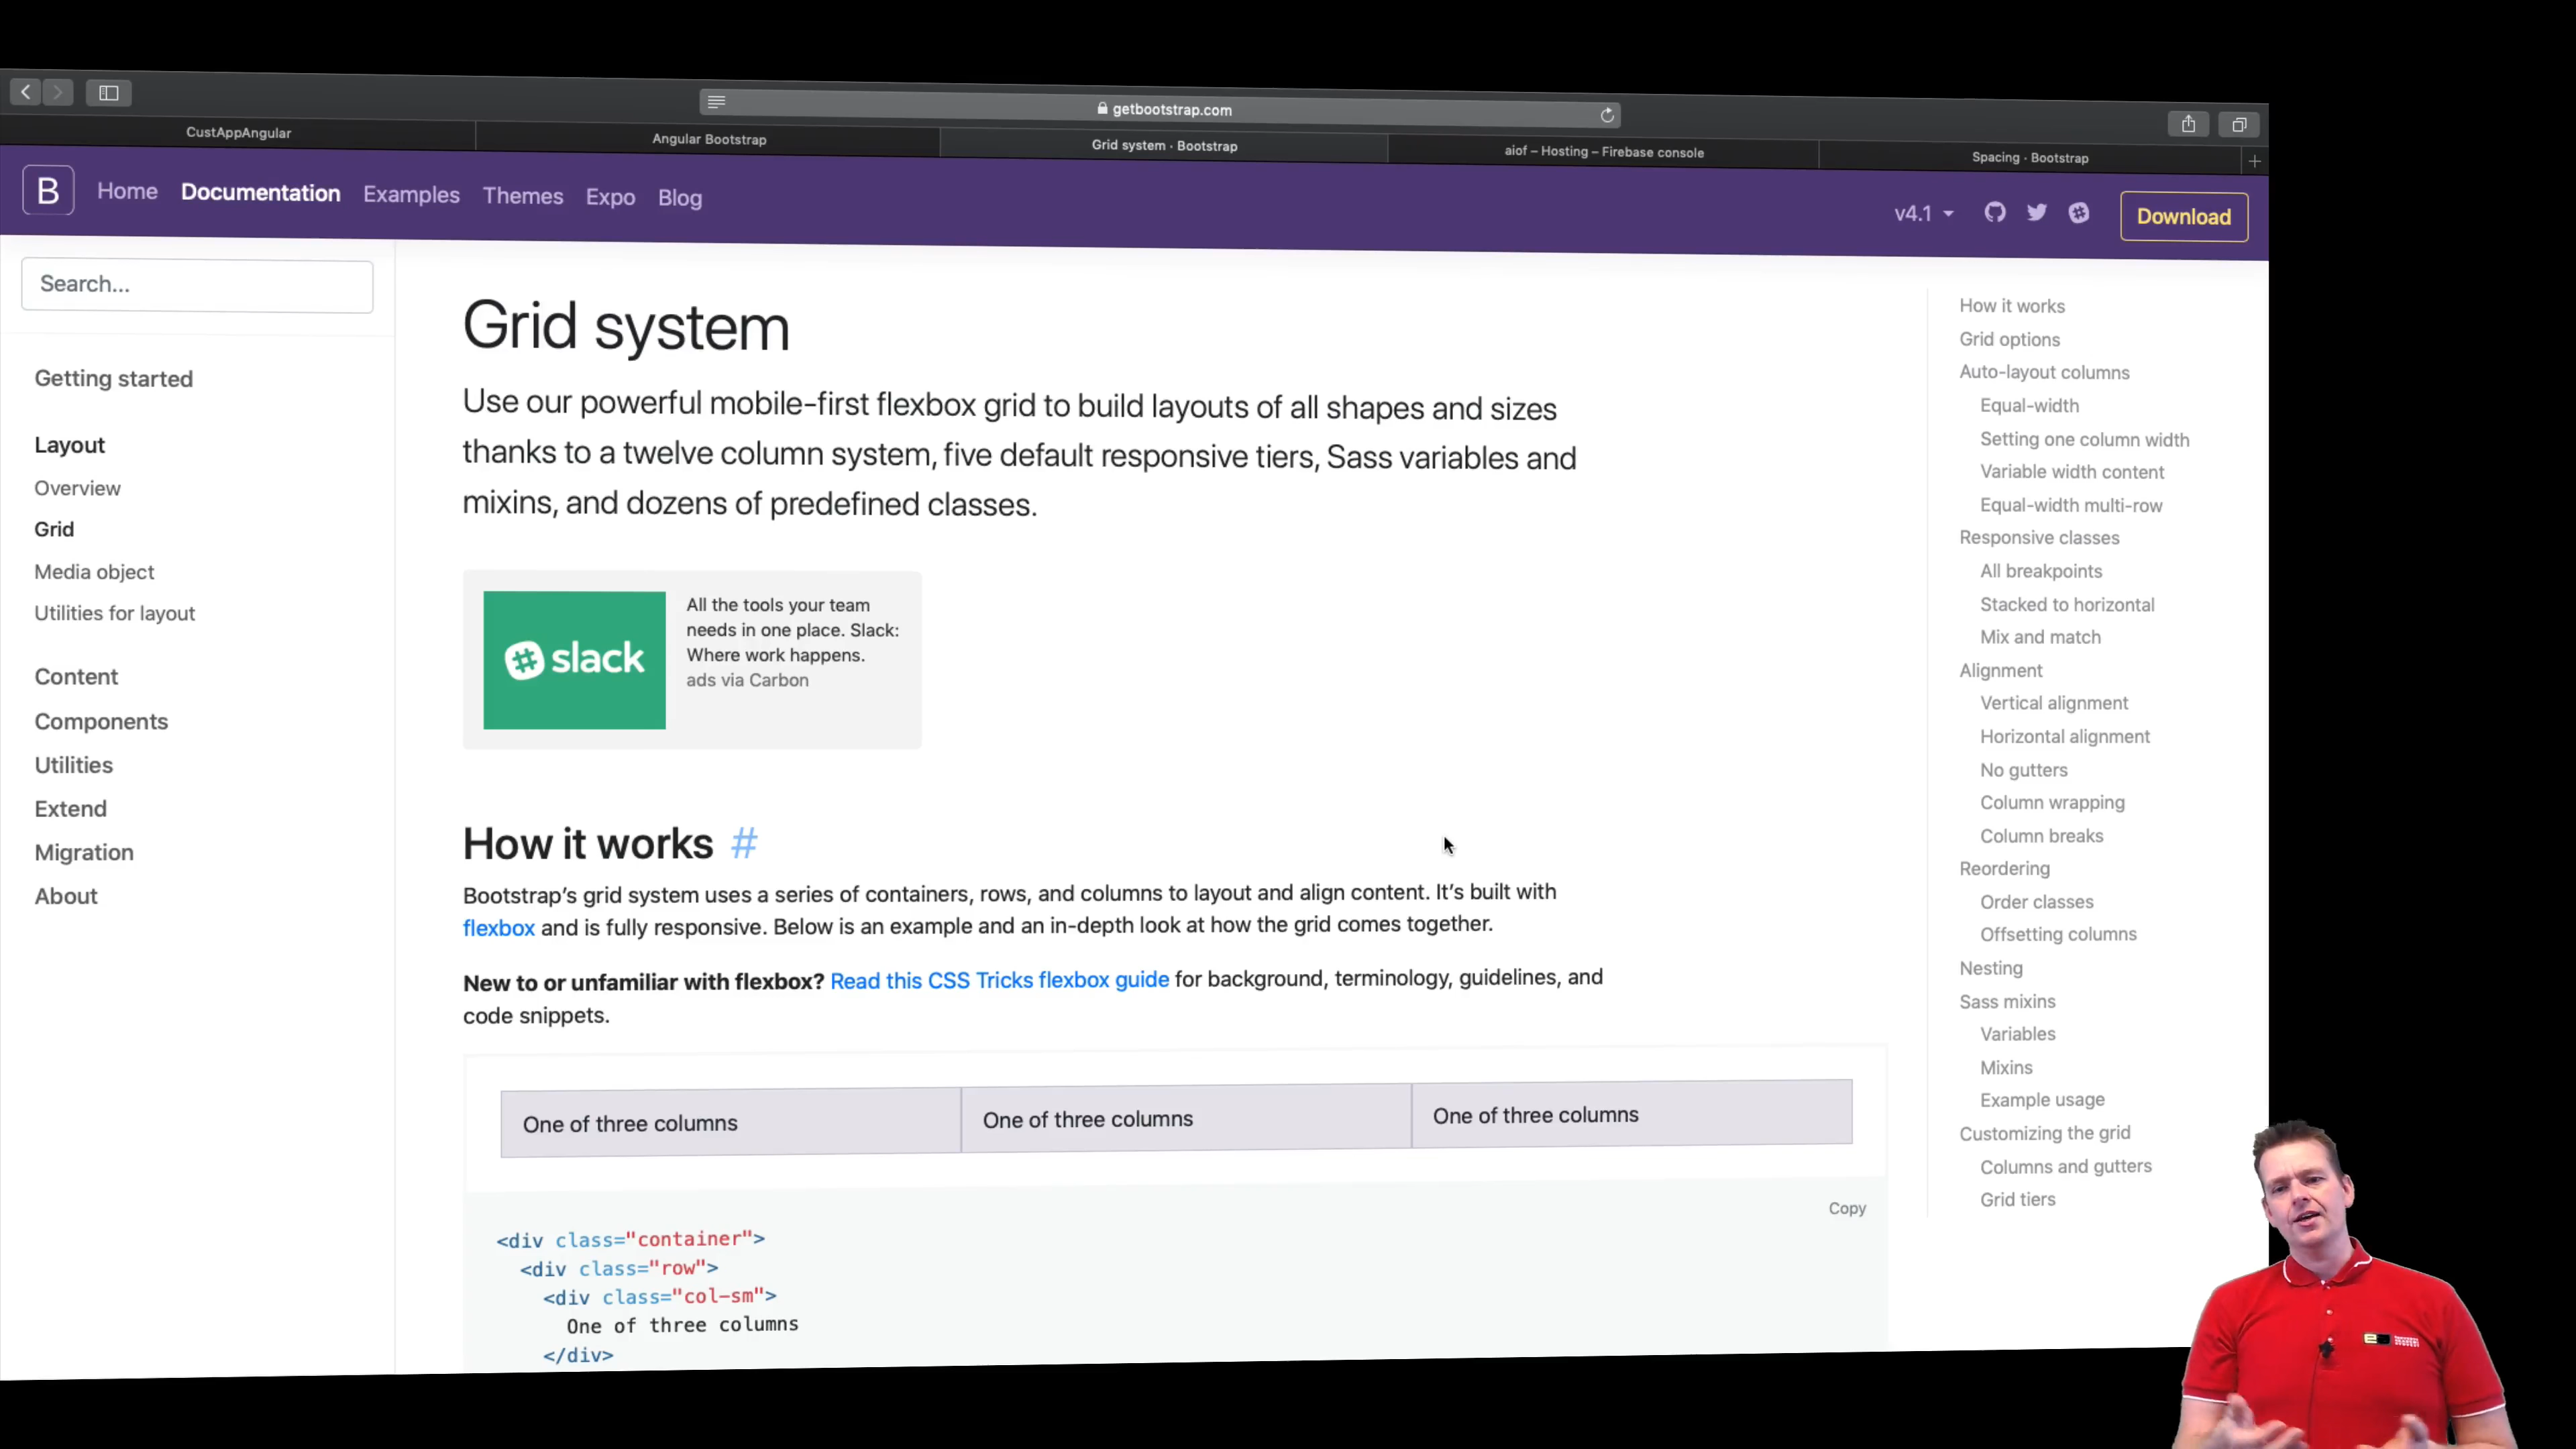 getbootstrap.com
CustAppAngular
Angular Bootstrap
Grid system · Bootstrap
aiof – Hosting – Firebase console
Spacing · Bootstrap
B
Home
Documentation
Examples
Themes
Expo
Blog
v4.1
Download
Search...
Getting started
Layout
Overview
Grid
Media object
Utilities for layout
Content
Components
Utilities
Extend
Migration
About
Grid system
Use our powerful mobile-first flexbox grid to build layouts of all shapes and sizes
thanks to a twelve column system, five default responsive tiers, Sass variables and
mixins, and dozens of predefined classes.
slack
All the tools your team
needs in one place. Slack:
Where work happens.
ads via Carbon
How it works #
Bootstrap's grid system uses a series of containers, rows, and columns to layout and align content. It's built with
flexbox and is fully responsive. Below is an example and an in-depth look at how the grid comes together.
New to or unfamiliar with flexbox? Read this CSS Tricks flexbox guide for background, terminology, guidelines, and
code snippets.
One of three columns
One of three columns
One of three columns
Copy
<div class="container">
<div class="row">
<div class="col-sm">
One of three columns
</div>
How it works
Grid options
Auto-layout columns
Equal-width
Setting one column width
Variable width content
Equal-width multi-row
Responsive classes
All breakpoints
Stacked to horizontal
Mix and match
Alignment
Vertical alignment
Horizontal alignment
No gutters
Column wrapping
Column breaks
Reordering
Order classes
Offsetting columns
Nesting
Sass mixins
Variables
Mixins
Example usage
Customizing the grid
Columns and gutters
Grid tiers